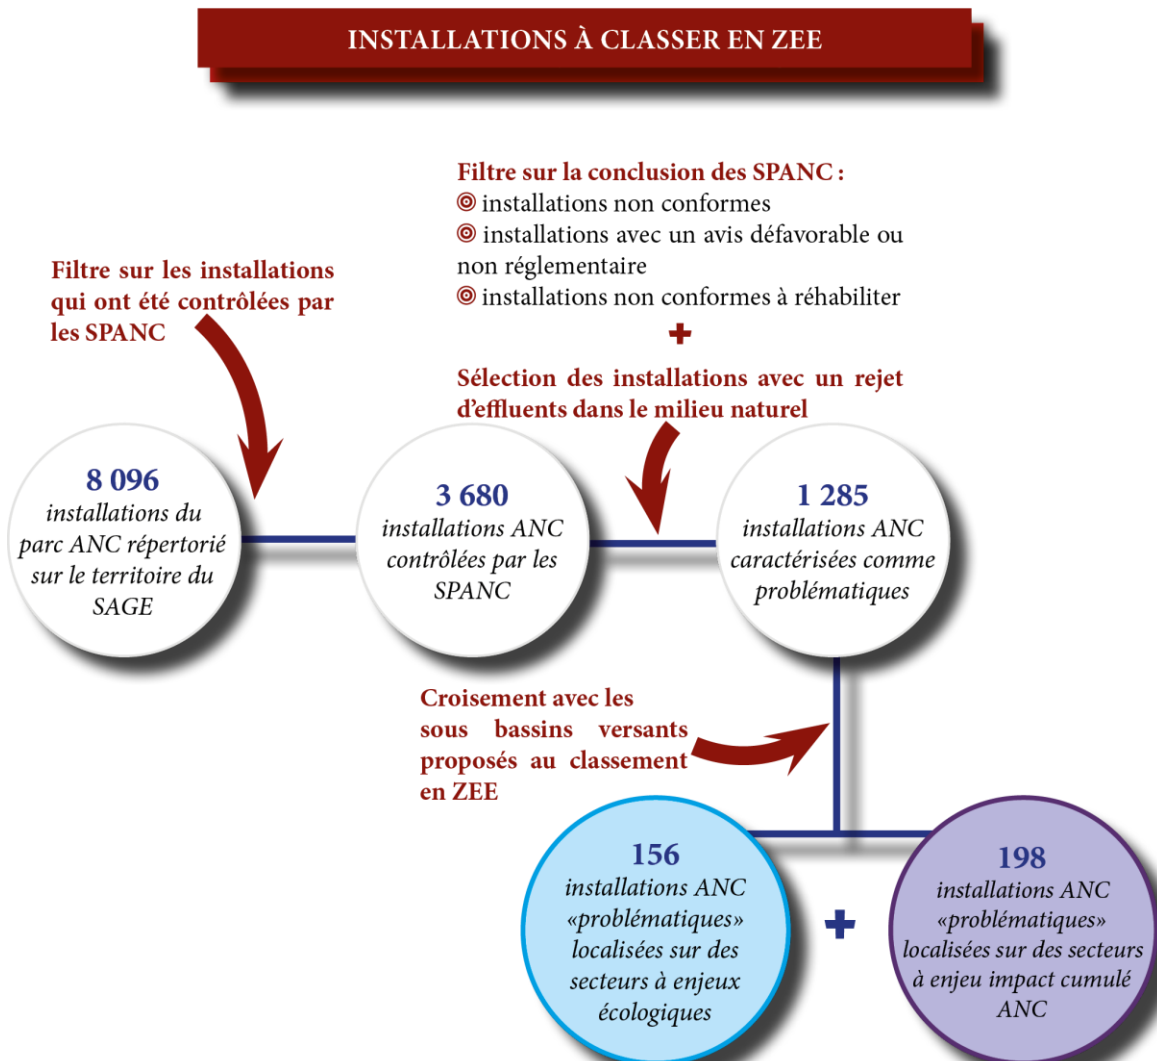 INSTALLATIONS À CLASSER EN ZEE
Filtre sur la conclusion des SPANC :
installations non conformes
installations avec un avis défavorable ou
non réglementaire
installations non conformes à réhabiliter
+
Sélection des installations avec un rejet
d'effluents dans le milieu naturel
Filtre sur les installations
qui ont été contrôlées par
les SPANC
8 096
installations du
parc ANC répertorié
sur le territoire du
SAGE
3 680
installations ANC
contrôlées par les
SPANC
1 285
installations ANC
caractérisées comme
problématiques
Croisement avec les
sous bassins versants
proposés au classement
en ZEE
156
installations ANC
«problématiques»
localisées sur des
secteurs à enjeux
écologiques
+
198
installations ANC
«problématiques»
localisées sur des secteurs
à enjeu impact cumulé
ANC